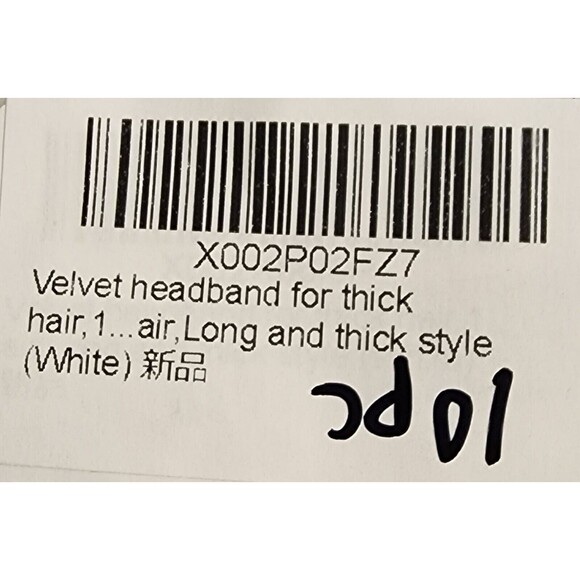 X002P02FZ7
Velvet headband for thick
hair,1...air,Long and thick style
(White) 新品
10pc